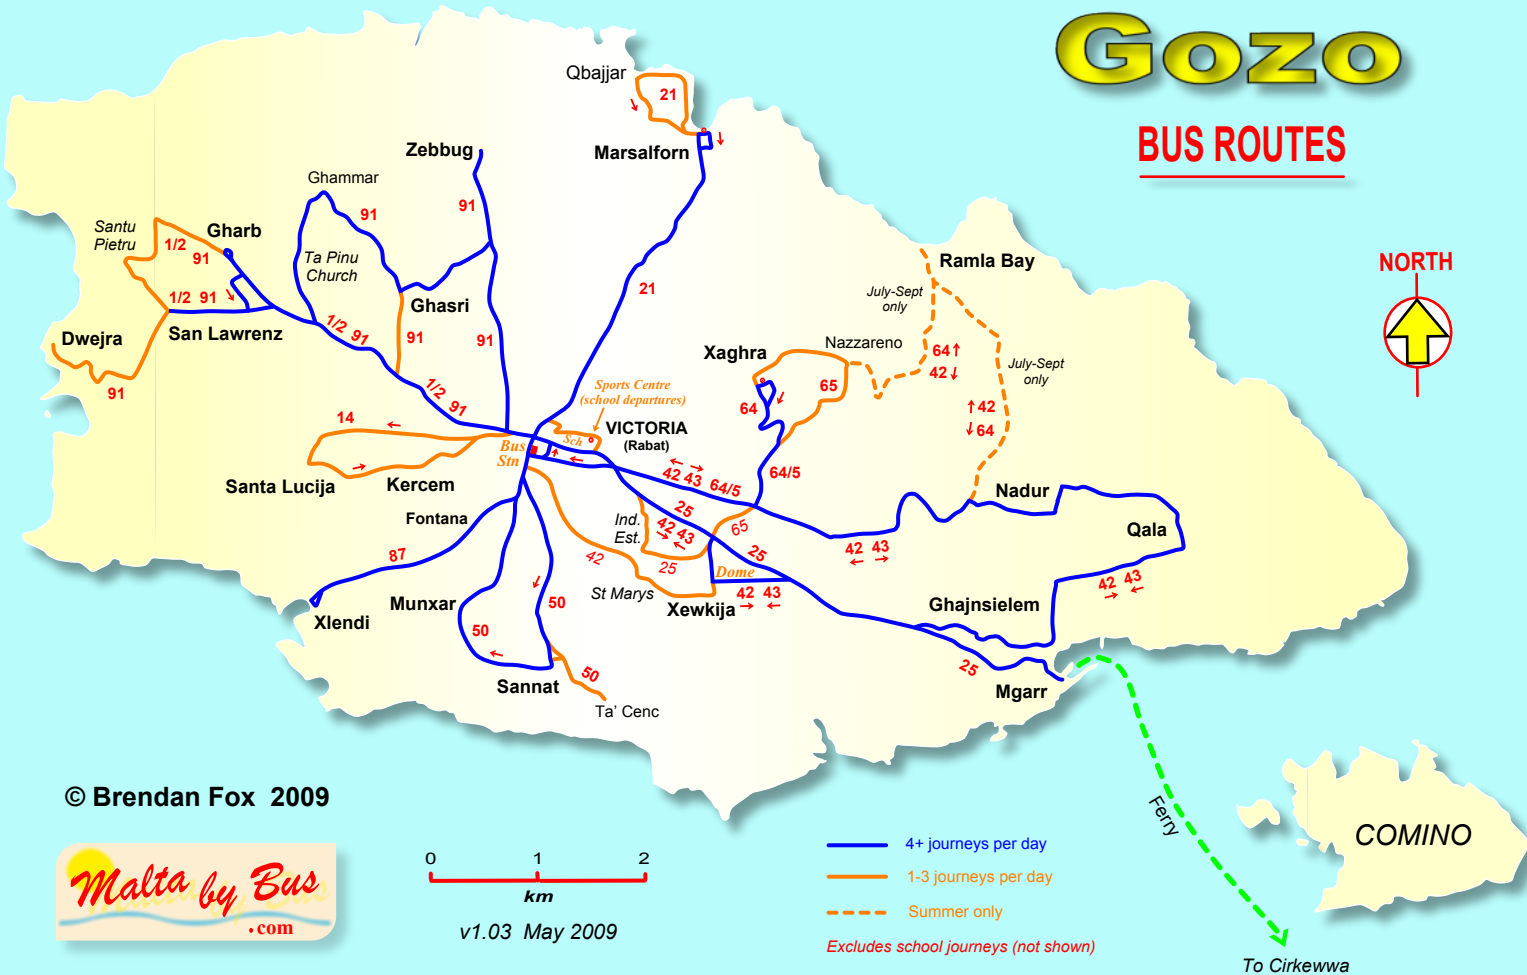 Gozo
BUS ROUTES
NORTH
Qbajjar
21
Marsalforn
Zebbug
Ghammar
91
91
Santu
Pietru
Gharb
1/2
91
Ta Pinu
Church
1/2 91
San Lawrenz
Dwejra
91
1/2 91
Ghasri
91
91
21
1/2 91
Ramla Bay
July-Sept
only
Nazzareno
Xaghra
64
42
July-Sept
only
65
64
42
64
Sports Centre
(school departures)
14
VICTORIA
(Rabat)
Sch
Bus
Stn
42 43 64/5
64/5
Santa Lucija
Kercem
Nadur
Fontana
25
Ind.
Est.
42 43
65
Qala
87
42
25
25
42 43
Dome
42 43
St Marys
42 43
Xewkija
Ghajnsielem
Munxar
Xlendi
50
50
25
Sannat
50
Mgarr
Ta' Cenc
© Brendan Fox 2009
Malta by Bus
.com
0 1 2
km
v1.03 May 2009
4+ journeys per day
1-3 journeys per day
Summer only
Excludes school journeys (not shown)
Ferry
COMINO
To Cirkewwa